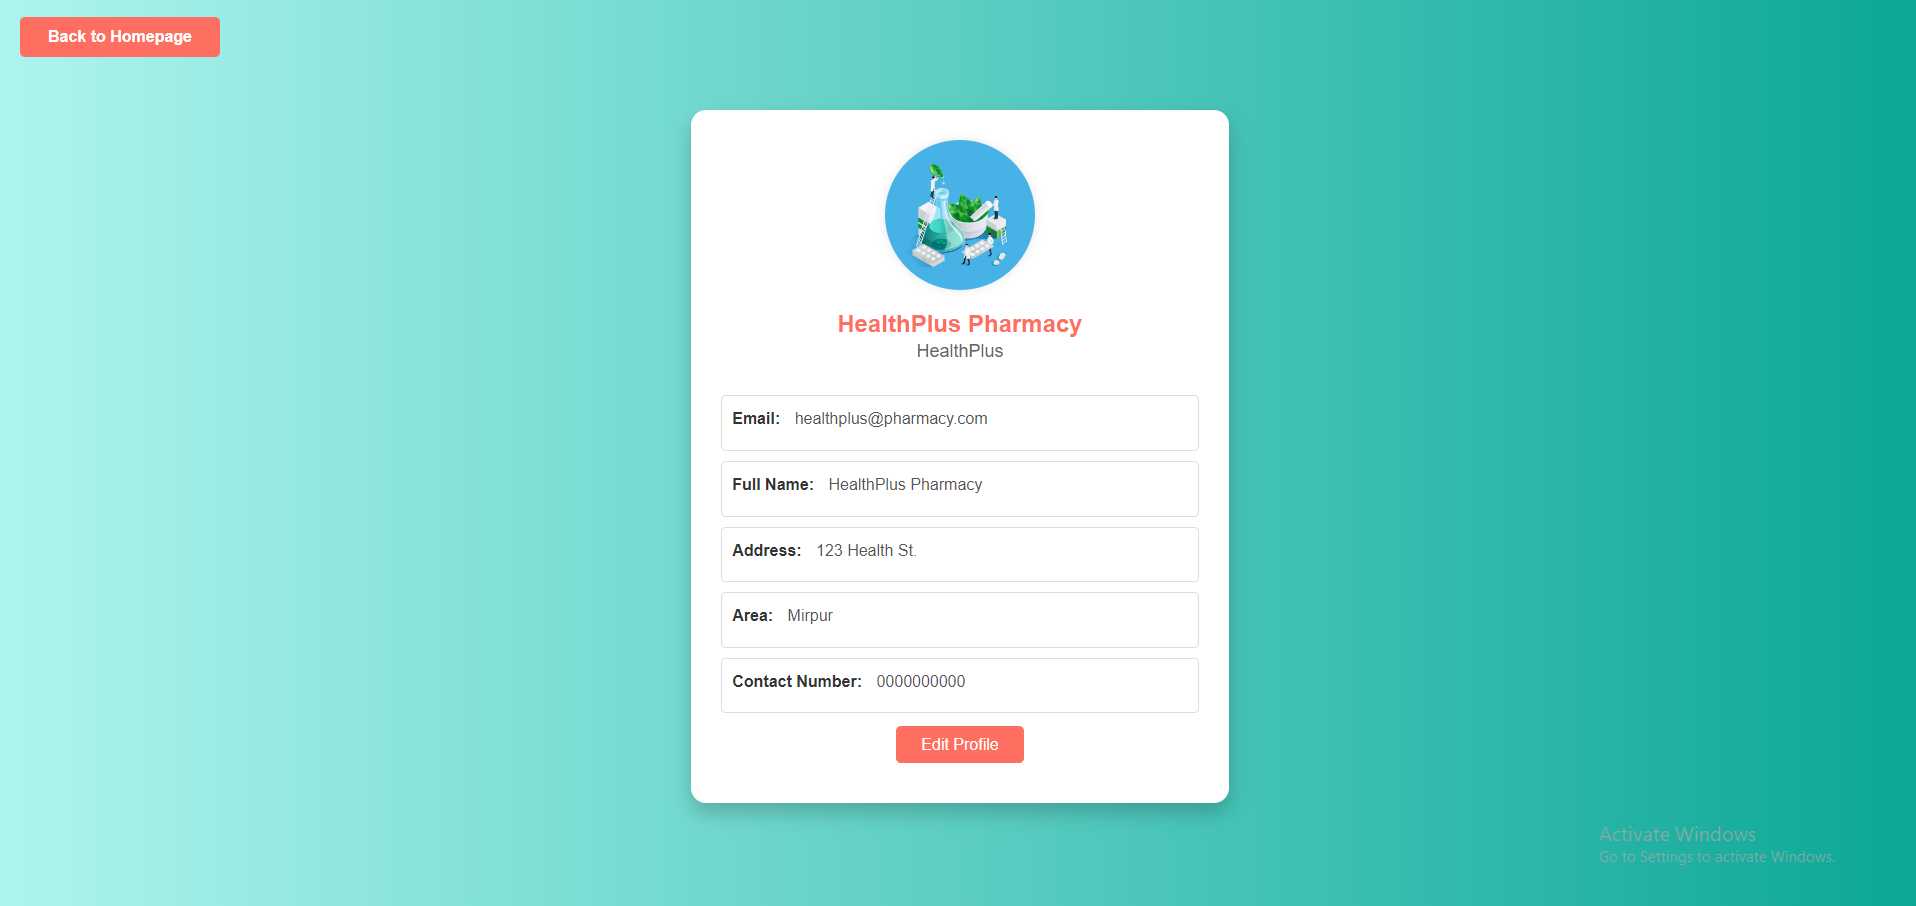 Back to Homepage
HealthPlus Pharmacy
HealthPlus
Email: healthplus@pharmacy.com
Full Name: HealthPlus Pharmacy
Address: 123 Health St.
Area: Mirpur
Contact Number: 0000000000
Edit Profile
Activate Windows
Go to Settings to activate Windows.